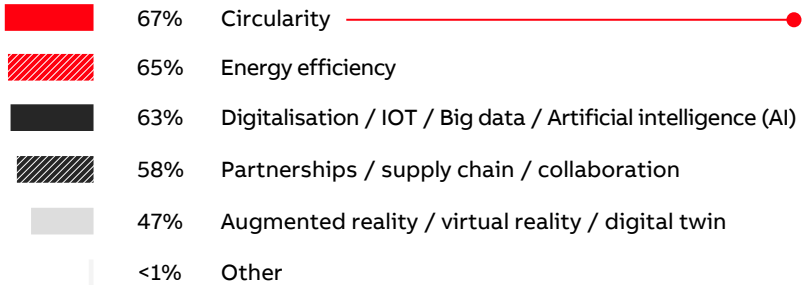 67% Circularity
65% Energy efficiency
63% Digitalisation / IOT / Big data / Artificial intelligence (AI)
58% Partnerships / supply chain / collaboration
47% Augmented reality / virtual reality / digital twin
<1% Other